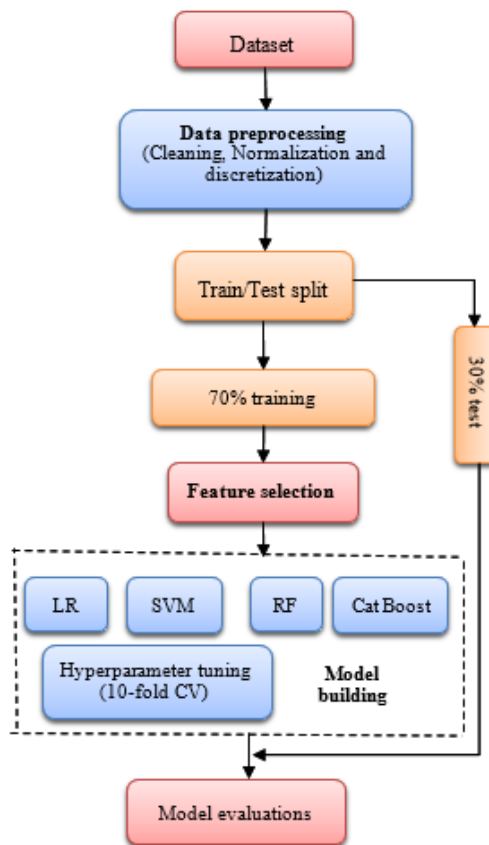 Dataset
Data preprocessing
(Cleaning, Normalization and
discretization)
Train/Test split
30% test
70% training
Feature selection
LR
SVM
RF
CatBoost
Hyperparameter tuning
(10-fold CV)
Model
building
Model evaluations